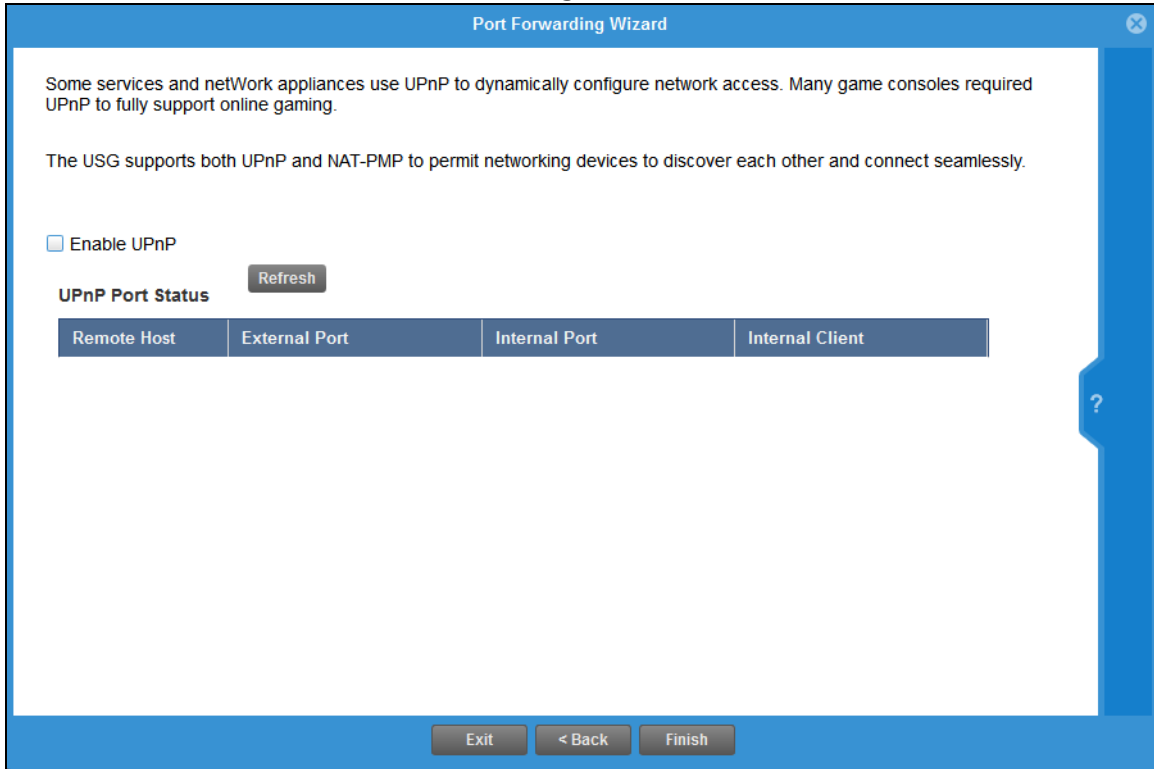 Port Forwarding Wizard
Some services and netWork appliances use UPnP to dynamically configure network access. Many game consoles required
UPnP to fully support online gaming.
The USG supports both UPnP and NAT-PMP to permit networking devices to discover each other and connect seamlessly.
Enable UPnP
Refresh
UPnP Port Status
Remote Host External Port Internal Port Internal Client
?
Exit < Back Finish